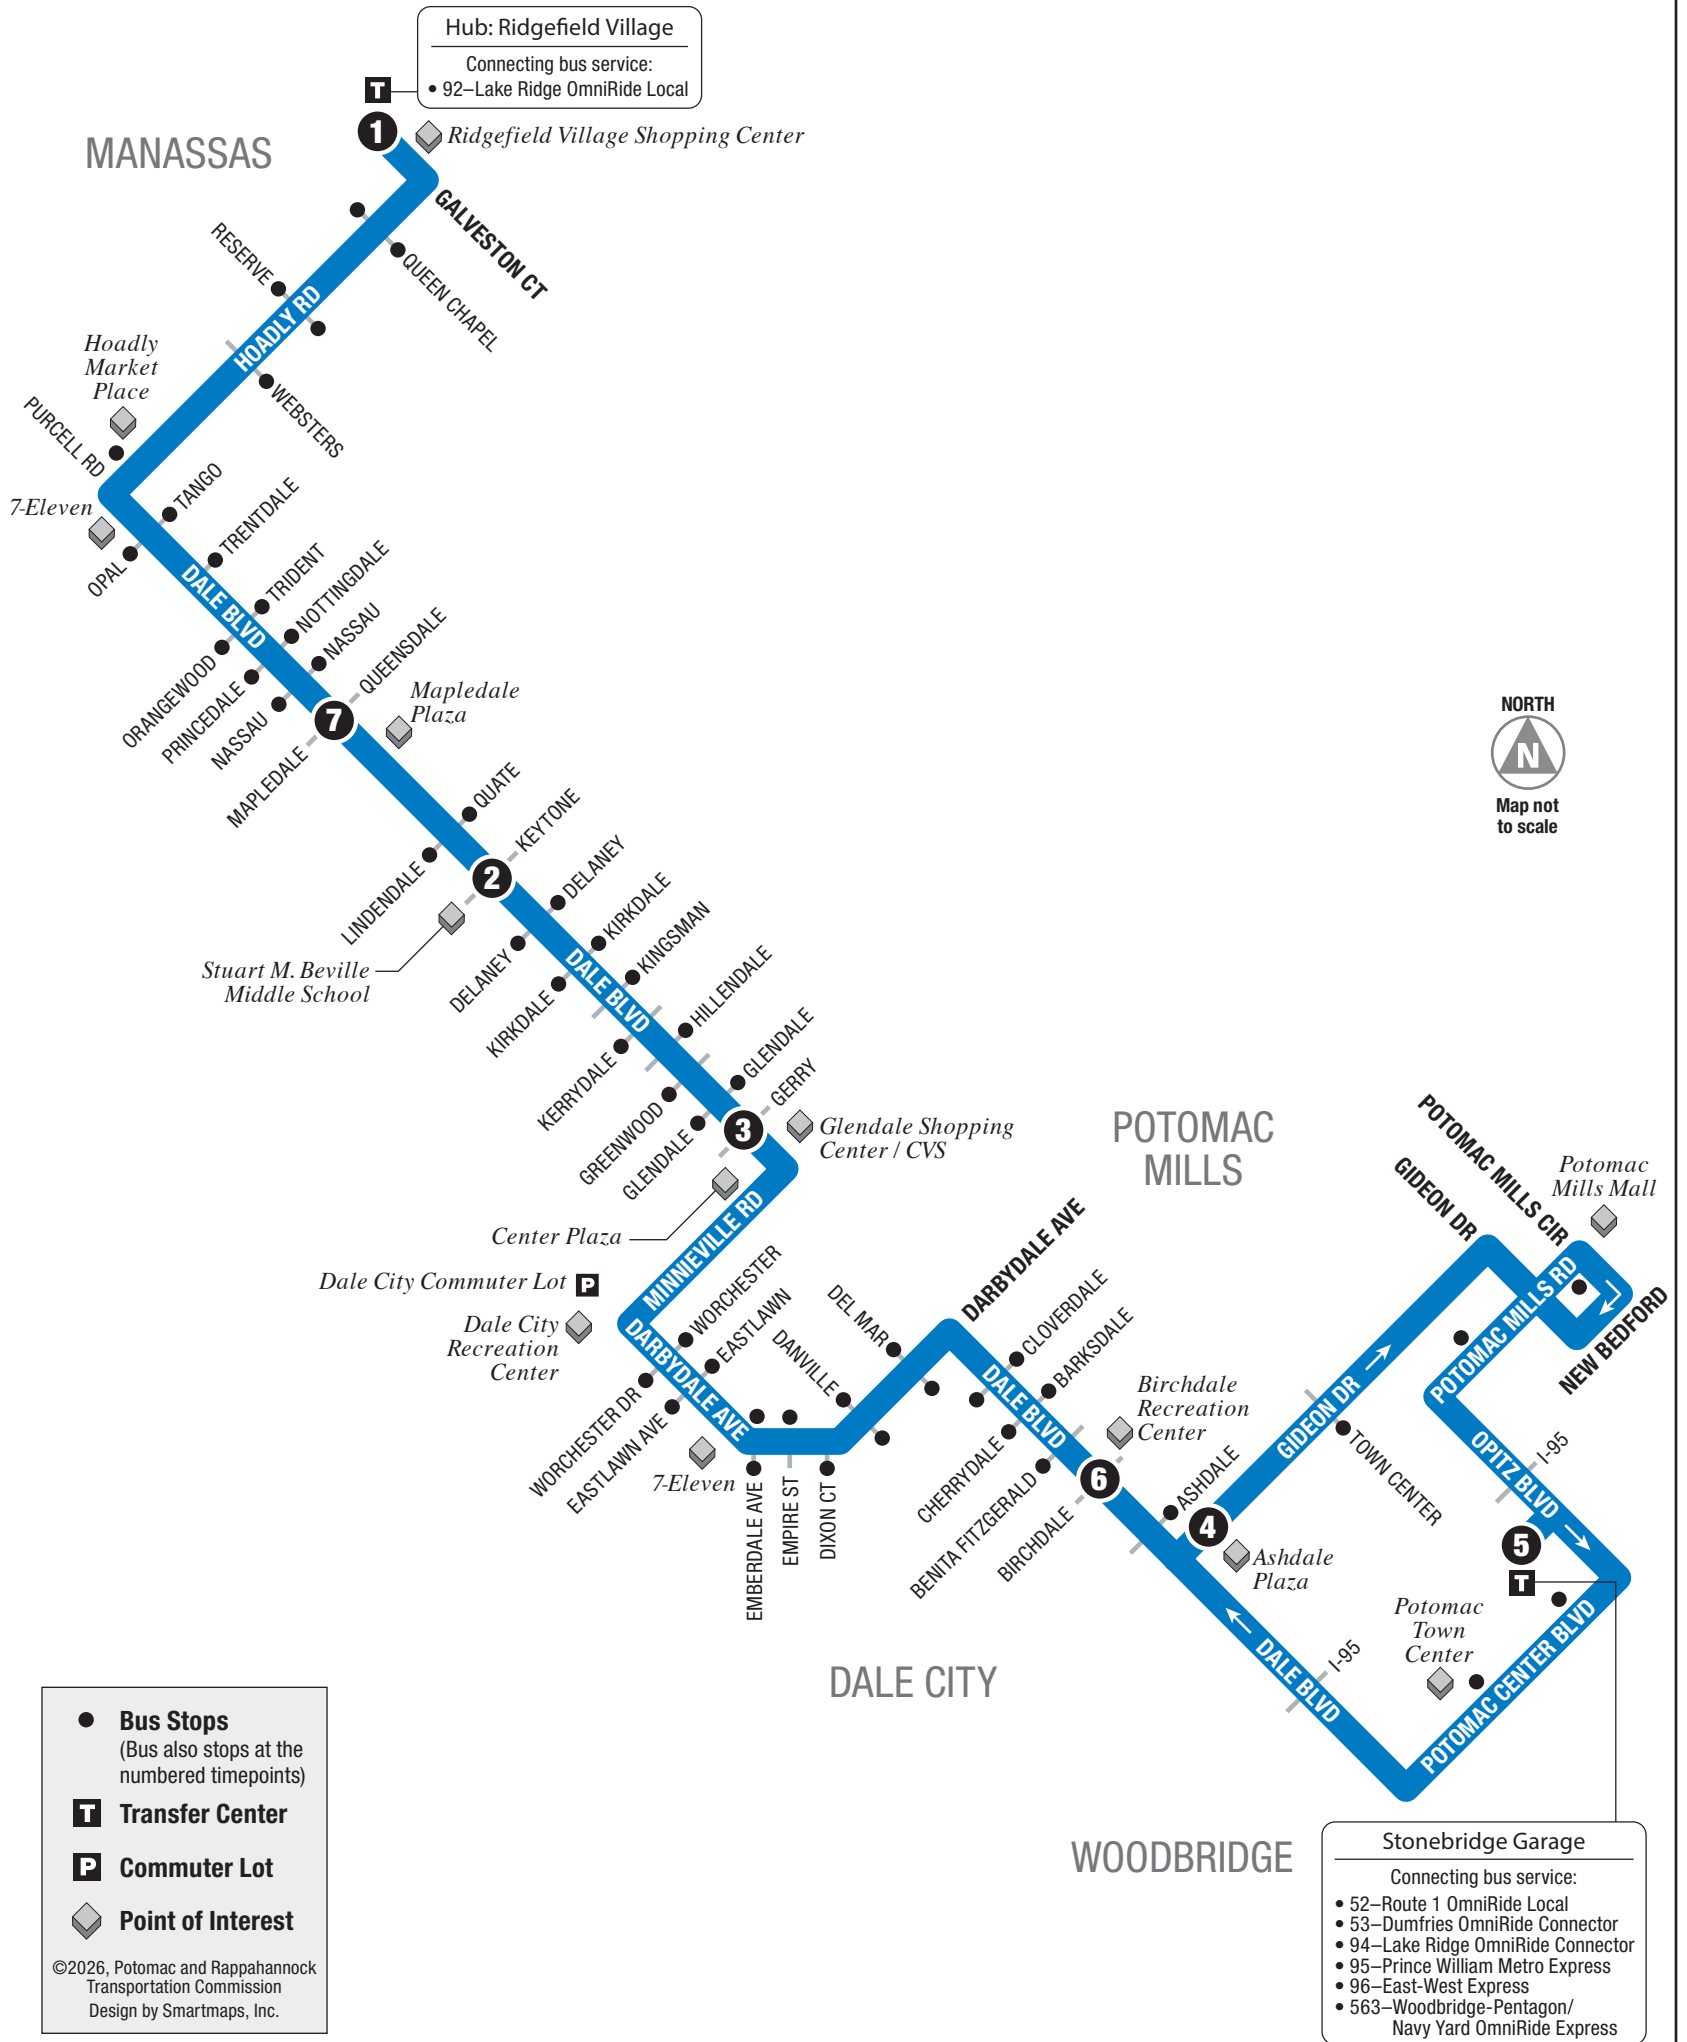 Hub: Ridgefield Village
Connecting bus service:
• 92–Lake Ridge OmniRide Local
T
1
Ridgefield Village Shopping Center
MANASSAS
GALVESTON CT
QUEEN CHAPEL
RESERVE
HOADLY RD
WEBSTERS
Hoadly
Market
Place
PURCELL RD
7-Eleven
OPAL
TANGO
TRENTDALE
DALE BLVD
TRIDENT
NOTTINGDALE
NASSAU
QUEENSDALE
ORANGEWOOD
PRINCEDALE
NASSAU
MAPLEDALE
7
Mapledale
Plaza
NORTH
N
Map not
to scale
QUATE
KEYTONE
LINDENDALE
2
Stuart M. Beville
Middle School
DELANEY
KIRKDALE
KINGSMAN
DELANEY
KIRKDALE
DALE BLVD
HILLENDALE
KERRYDALE
GLENDALE
GERRY
GREENWOOD
GLENDALE
3
Glendale Shopping
Center / CVS
Center Plaza
MINNIEVILLE RD
Dale City Commuter Lot P
Dale City
Recreation
Center
WORCHESTER
EASTLAWN
DARBYDALE AVE
WORCHESTER DR
EASTLAWN AVE
7-Eleven
EMBERDALE AVE
EMPIRE ST
DIXON CT
DANVILLE
DEL MAR
DARBYDALE AVE
POTOMAC
MILLS
CLOVERDALE
BARKSDALE
DALE BLVD
CHERRYDALE
BENITA FITZGERALD
BIRCHDALE
Birchdale
Recreation
Center
6
ASHDALE
4
Ashdale
Plaza
GIDEON DR
TOWN CENTER
GIDEON DR
POTOMAC MILLS CIR
Potomac
Mills Mall
POTOMAC MILLS RD
NEW BEDFORD
OPITZ BLVD
I-95
5
T
Potomac
Town
Center
POTOMAC CENTER BLVD
I-95
DALE BLVD
DALE CITY
WOODBRIDGE
Stonebridge Garage
Connecting bus service:
• 52–Route 1 OmniRide Local
• 53–Dumfries OmniRide Connector
• 94–Lake Ridge OmniRide Connector
• 95–Prince William Metro Express
• 96–East-West Express
• 563–Woodbridge-Pentagon/
Navy Yard OmniRide Express
Bus Stops
(Bus also stops at the
numbered timepoints)
T Transfer Center
P Commuter Lot
Point of Interest
©2026, Potomac and Rappahannock
Transportation Commission
Design by Smartmaps, Inc.